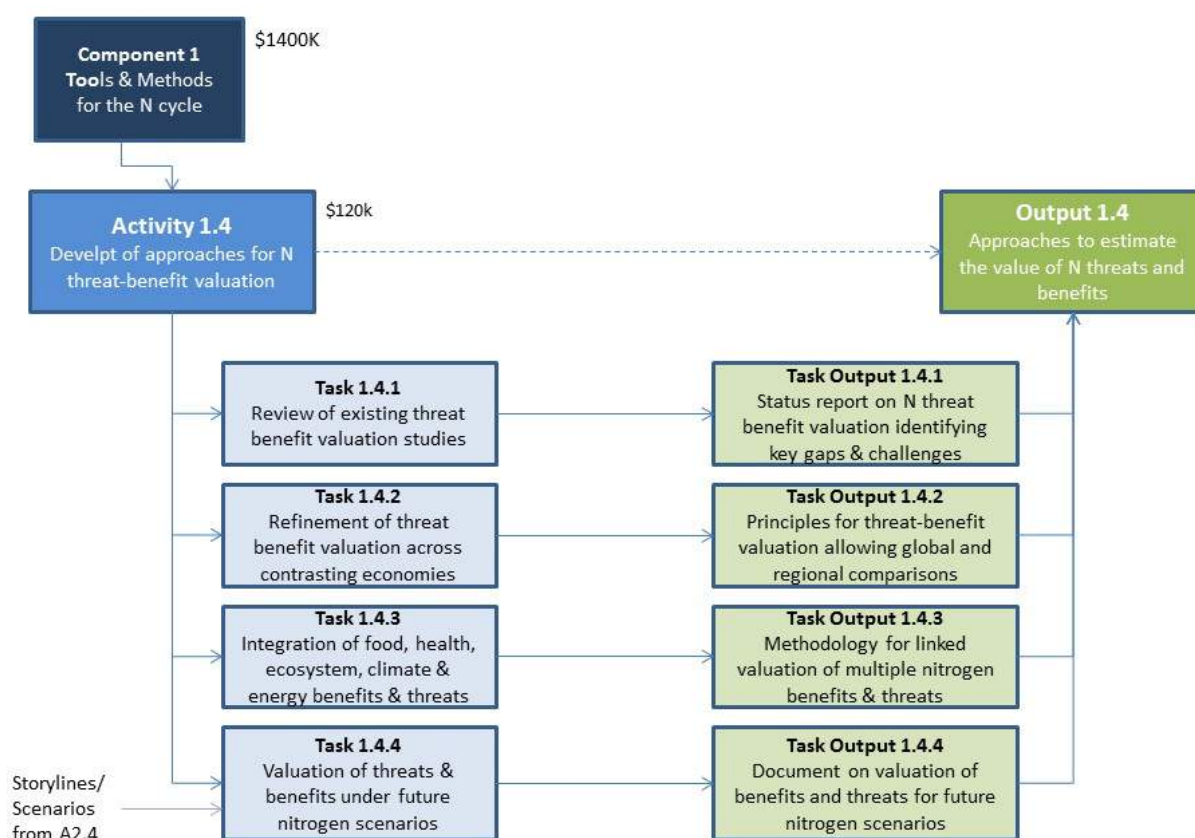 Component 1
Tools & Methods
for the N cycle
$1400K
Activity 1.4
Develpt of approaches for N
threat-benefit valuation
$120k
Output 1.4
Approaches to estimate
the value of N threats and
benefits
Task 1.4.1
Review of existing threat
benefit valuation studies
Task Output 1.4.1
Status report on N threat
benefit valuation identifying
key gaps & challenges
Task 1.4.2
Refinement of threat
benefit valuation across
contrasting economies
Task Output 1.4.2
Principles for threat-benefit
valuation allowing global and
regional comparisons
Task 1.4.3
Integration of food, health,
ecosystem, climate &
energy benefits & threats
Task Output 1.4.3
Methodology for linked
valuation of multiple nitrogen
benefits & threats
Storylines/
Scenarios
from A2.4
Task 1.4.4
Valuation of threats &
benefits under future
nitrogen scenarios
Task Output 1.4.4
Document on valuation of
benefits and threats for future
nitrogen scenarios